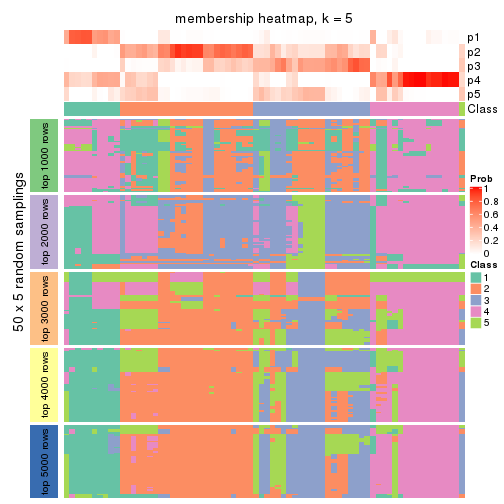 membership heatmap, k = 5
p1
p2
p3
p4
p5
Class
50 x 5 random samplings
top 1000 rows
top 2000 rows
top 3000 rows
top 4000 rows
top 5000 rows
Prob
1
0.8
0.6
0.4
0.2
0
Class
1
2
3
4
5